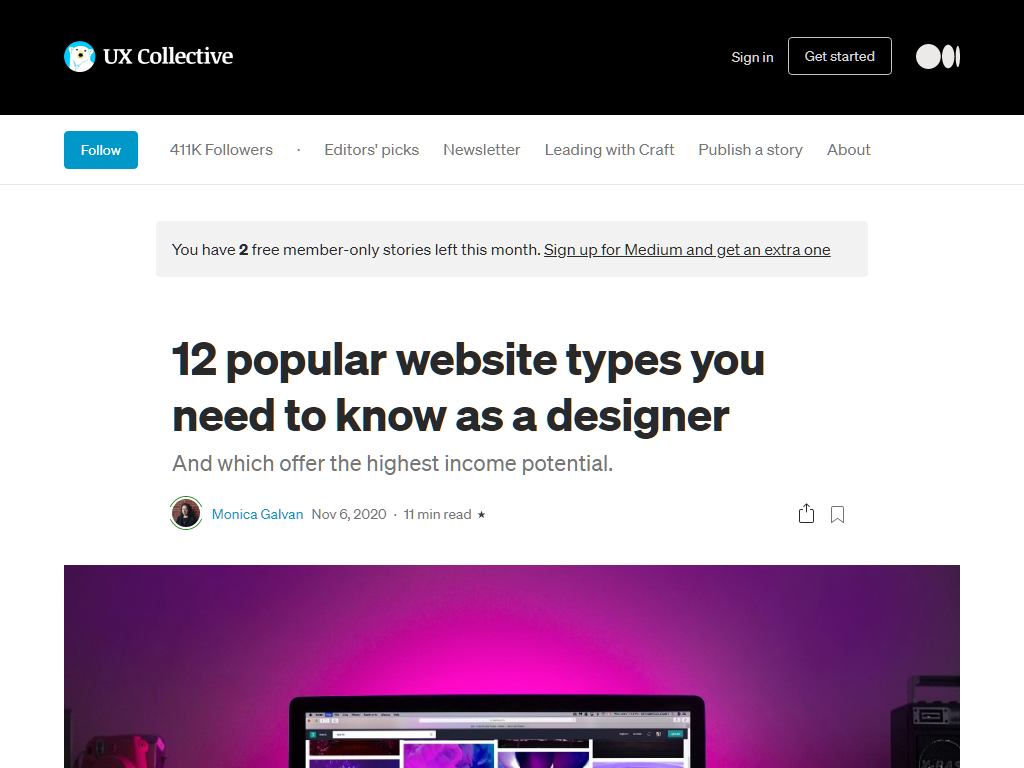 UX Collective
Sign in
Get started
Follow
411K Followers · Editors' picks Newsletter Leading with Craft Publish a story About
You have 2 free member-only stories left this month. Sign up for Medium and get an extra one
12 popular website types you
need to know as a designer
And which offer the highest income potential.
Monica Galvan Nov 6, 2020 · 11 min read ★